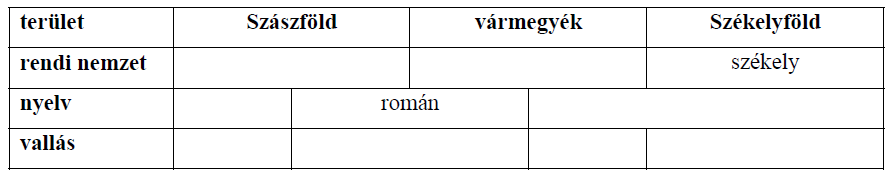 terület Szászföld vármegyék Székelyföld
rendi nemzet székely
nyelv román
vallás